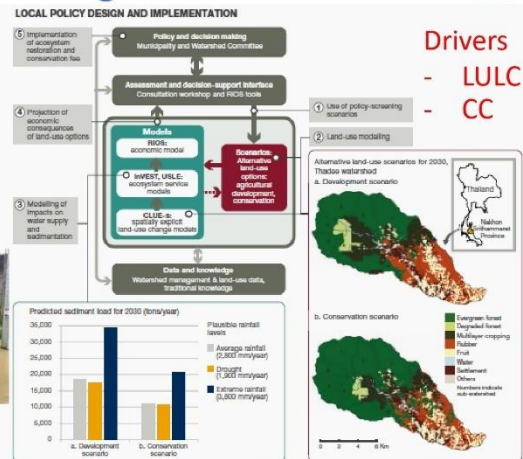 LOCAL POLICY DESIGN AND IMPLEMENTATION
⑤ Implementation
of ecosystem
restoration and
conservation fee
Policy and decision making
Municipality and Watershed Committee
Assessment and decision-support interface
Consultation workshop and RIOS tools
④ Projection of
economic
consequences
of land-use options
Models
RIOS:
economic model
InVEST, USLE:
ecosystem service
models
CLUE-s:
spatially explicit
land-use change models
Scenarios:
Alternative
land-use
options:
agricultural
development,
conservation
③ Modelling of
impacts on
water supply
and
sedimentation
Data and knowledge
Watershed management & land-use data,
traditional knowledge
Drivers
- LULC
- CC
① Use of policy-screening
scenarios
② Land-use modelling
Alternative land-use scenarios for 2030,
Thadee watershed
a. Development scenario
Thailand
Nakhon
Srithammarat
Province
b. Conservation scenario
Evergreen forest
Degraded forest
Multilayer cropping
Rubber
Fruit
Water
Settlement
Others
Numbers indicate
sub-watershed
0 2 4 6 Km
Predicted sediment load for 2030 (tons/year)
36,000
30,000
25,000
20,000
15,000
10,000
5,000
0
a. Development
scenario
b. Conservation
scenario
Plausible rainfall
levels
Average rainfall
(2,800 mm/year)
Drought
(1,900 mm/year)
Extreme rainfall
(3,800 mm/year)